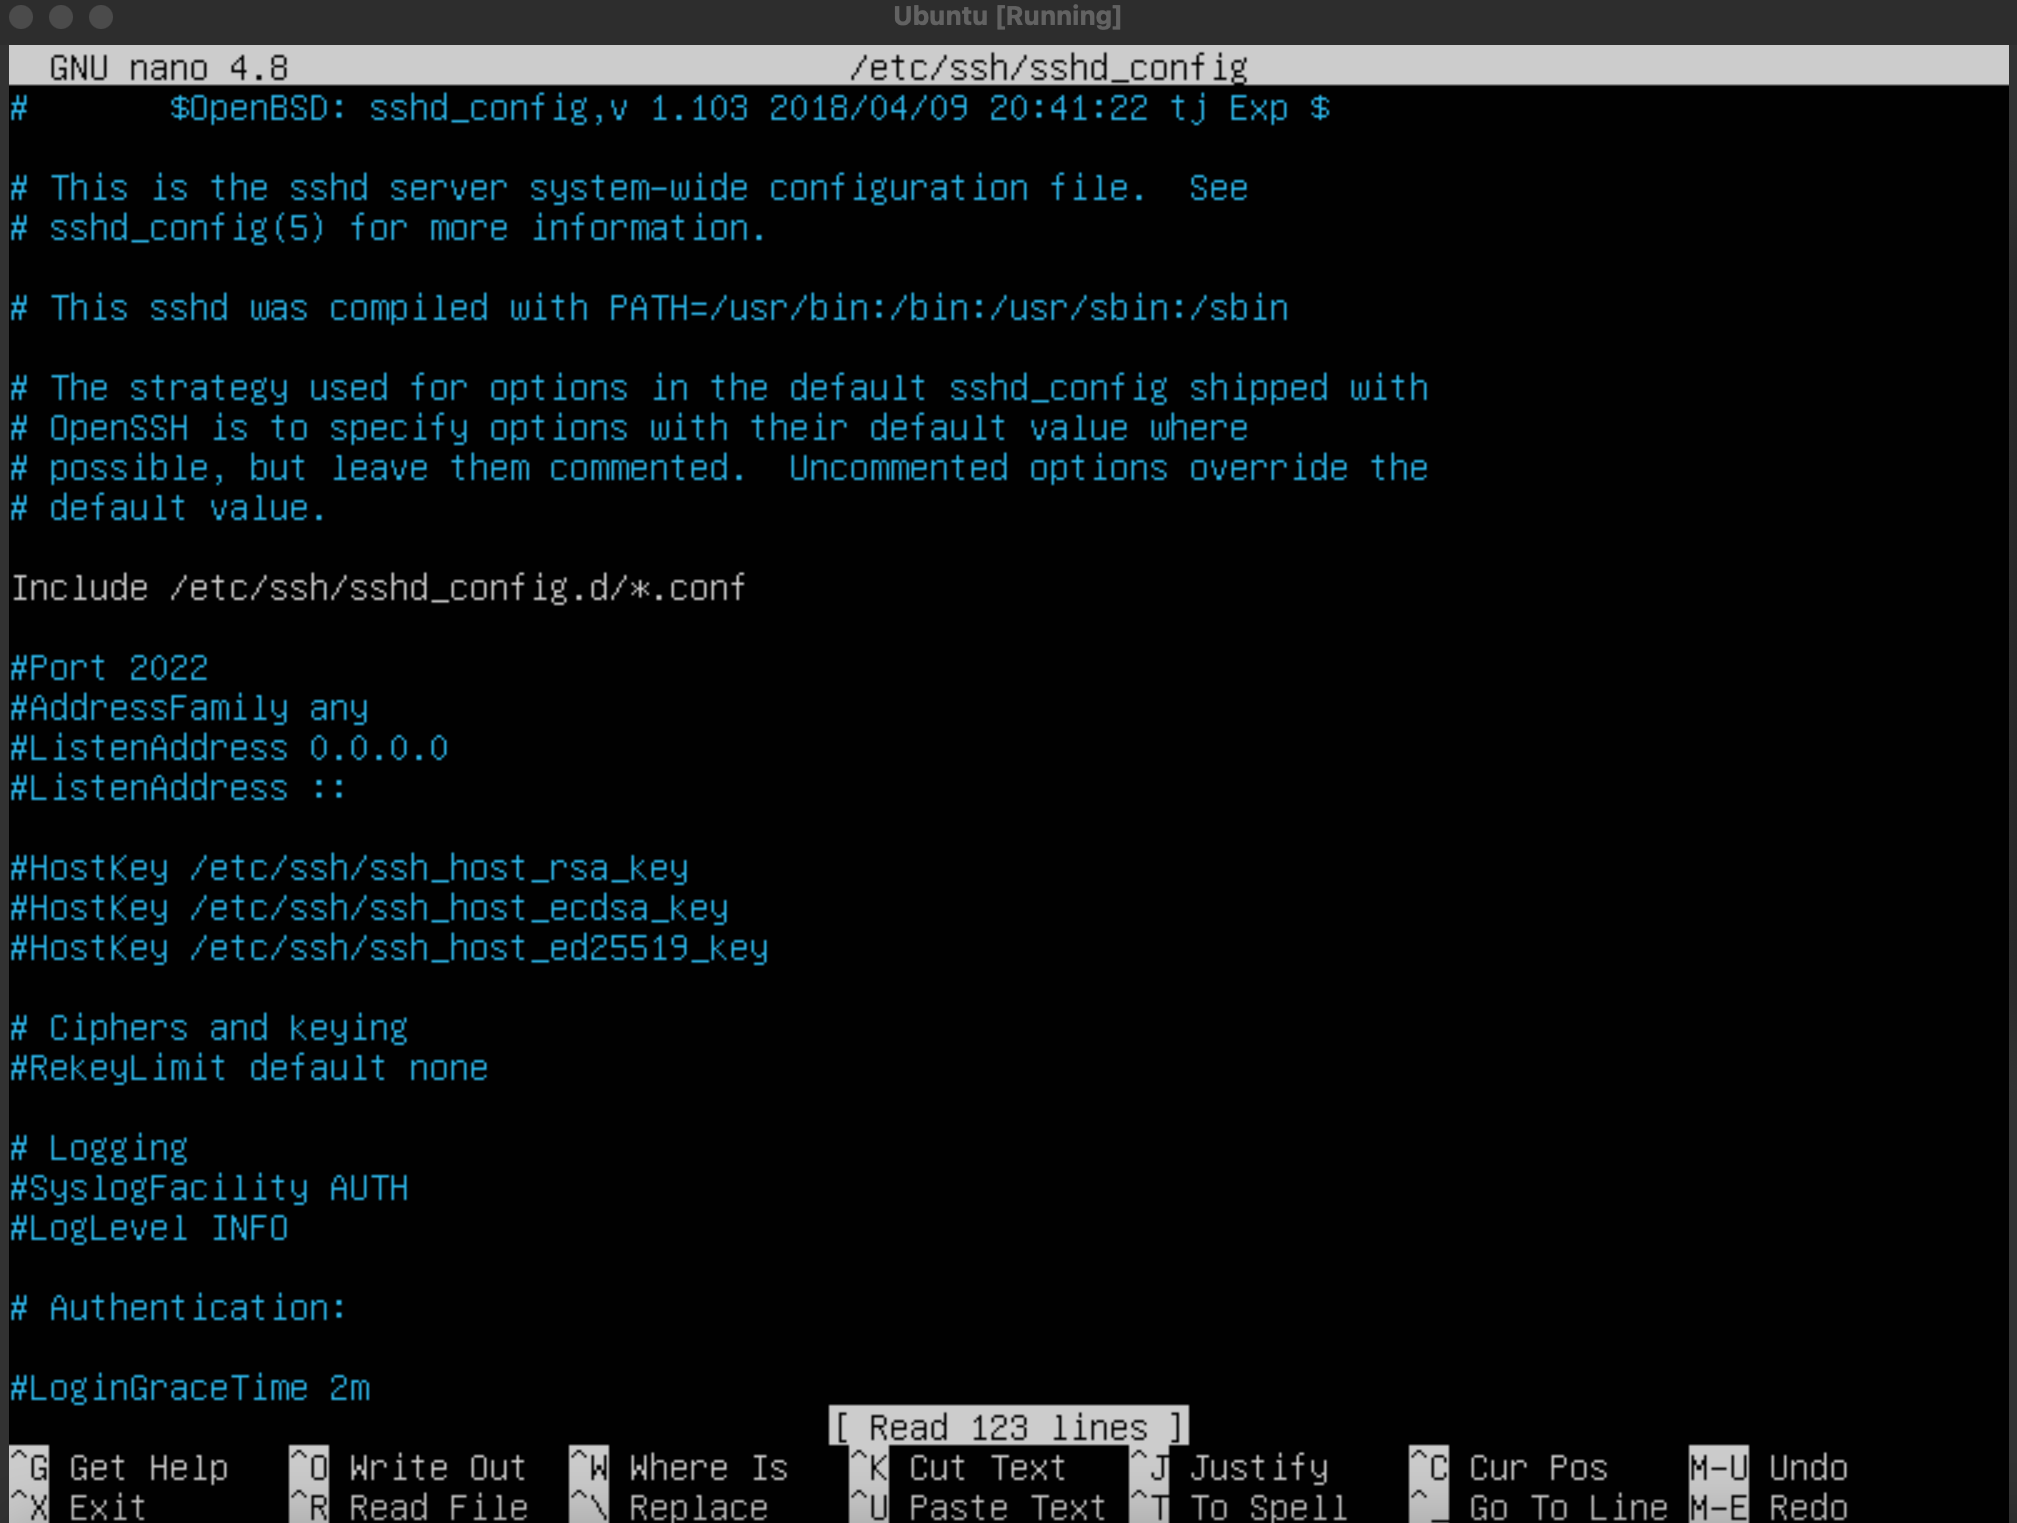 Ubuntu [Running]
GNU nano 4.8 /etc/ssh/sshd_config
# $OpenBSD: sshd_config,v 1.103 2018/04/09 20:41:22 tj Exp $
# This is the sshd server system-wide configuration file.  See
# sshd_config(5) for more information.
# This sshd was compiled with PATH=/usr/bin:/bin:/usr/sbin:/sbin
# The strategy used for options in the default sshd_config shipped with
# OpenSSH is to specify options with their default value where
# possible, but leave them commented.  Uncommented options override the
# default value.
Include /etc/ssh/sshd_config.d/*.conf
#Port 2022
#AddressFamily any
#ListenAddress 0.0.0.0
#ListenAddress ::
#HostKey /etc/ssh/ssh_host_rsa_key
#HostKey /etc/ssh/ssh_host_ecdsa_key
#HostKey /etc/ssh/ssh_host_ed25519_key
# Ciphers and keying
#RekeyLimit default none
# Logging
#SyslogFacility AUTH
#LogLevel INFO
# Authentication:
#LoginGraceTime 2m
[ Read 123 lines ]
^G Get Help ^O Write Out ^W Where Is ^K Cut Text ^J Justify ^C Cur Pos M-U Undo
^X Exit ^R Read File ^\ Replace ^U Paste Text ^T To Spell ^_ Go To Line M-E Redo